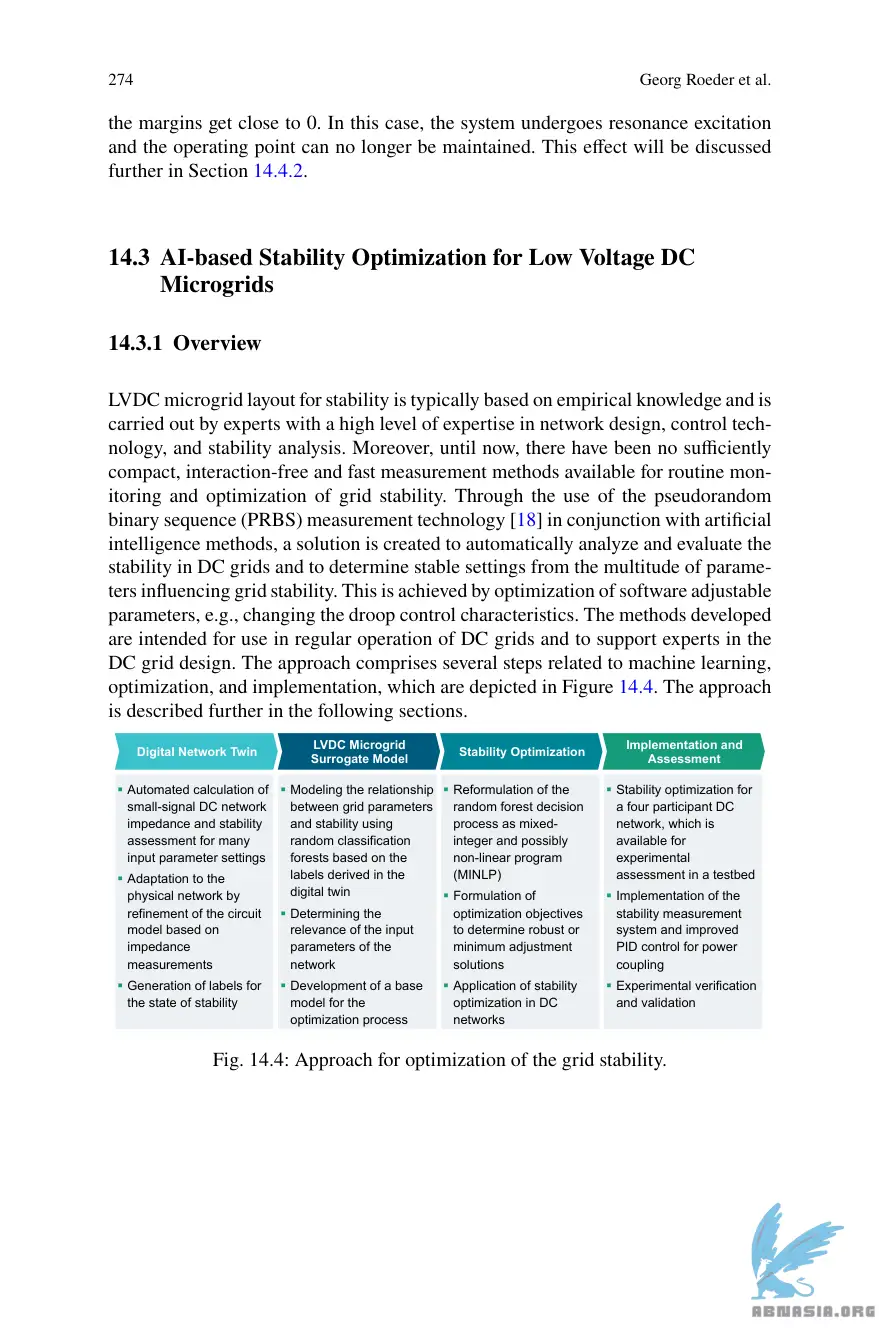 274
Georg Roeder et al.
the margins get close to 0. In this case, the system undergoes resonance excitation
and the operating point can no longer be maintained. This effect will be discussed
further in Section 14.4.2.
14.3 AI-based Stability Optimization for Low Voltage DC
Microgrids
14.3.1 Overview
LVDC microgrid layout for stability is typically based on empirical knowledge and is
carried out by experts with a high level of expertise in network design, control tech-
nology, and stability analysis. Moreover, until now, there have been no sufficiently
compact, interaction-free and fast measurement methods available for routine mon-
itoring and optimization of grid stability. Through the use of the pseudorandom
binary sequence (PRBS) measurement technology [18] in conjunction with artificial
intelligence methods, a solution is created to automatically analyze and evaluate the
stability in DC grids and to determine stable settings from the multitude of parame-
ters influencing grid stability. This is achieved by optimization of software adjustable
parameters, e.g., changing the droop control characteristics. The methods developed
are intended for use in regular operation of DC grids and to support experts in the
DC grid design. The approach comprises several steps related to machine learning,
optimization, and implementation, which are depicted in Figure 14.4. The approach
is described further in the following sections.
Digital Network Twin
▪ Automated calculation of
small-signal DC network
impedance and stability
assessment for many
input parameter settings
▪ Adaptation to the
physical network by
refinement of the circuit
model based on
impedance
measurements
▪ Generation of labels for
the state of stability
LVDC Microgrid
Surrogate Model
▪ Modeling the relationship
between grid parameters
and stability using
random classification
forests based on the
labels derived in the
digital twin
▪ Determining the
relevance of the input
parameters of the
network
▪ Development of a base
model for the
optimization process
Stability Optimization
▪ Reformulation of the
random forest decision
process as mixed-
integer and possibly
non-linear program
(MINLP)
▪ Formulation of
optimization objectives
to determine robust or
minimum adjustment
solutions
▪ Application of stability
optimization in DC
networks
Implementation and
Assessment
▪ Stability optimization for
a four participant DC
network, which is
available for
experimental
assessment in a testbed
▪ Implementation of the
stability measurement
system and improved
PID control for power
coupling
▪ Experimental verification
and validation
Fig. 14.4: Approach for optimization of the grid stability.
ABNASIA.ORG